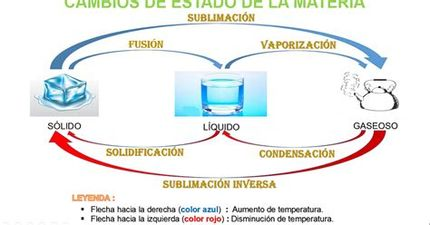 CAMBIOS DE ESTADO DE LA MATERIA
SUBLIMACIÓN
FUSIÓN
VAPORIZACIÓN
SÓLIDO
LÍQUIDO
GASEOSO
SOLIDIFICACIÓN
CONDENSACIÓN
SUBLIMACIÓN INVERSA
LEYENDA :
• Flecha hacia la derecha (color azul) : Aumento de temperatura.
• Flecha hacia la izquierda (color rojo) : Disminución de temperatura.